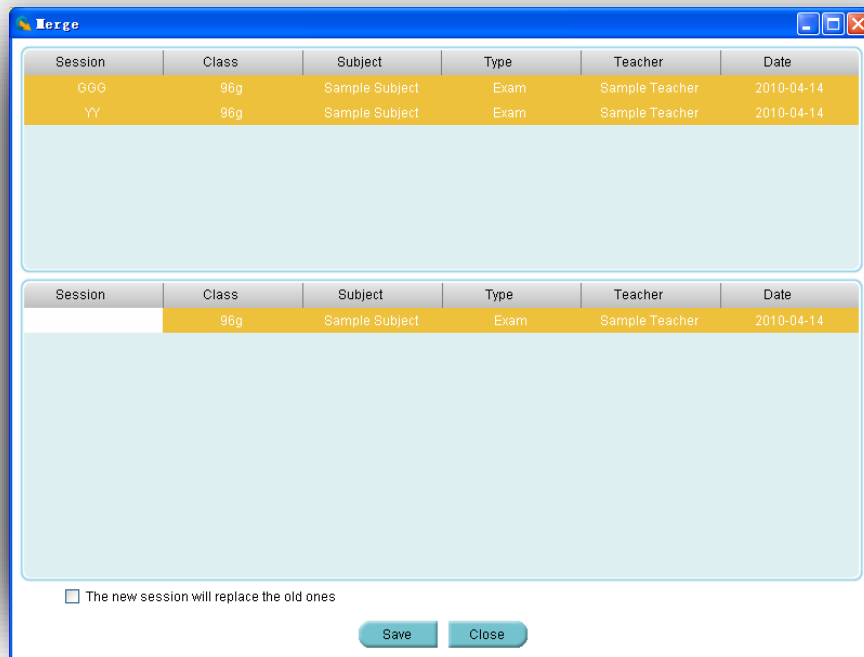 Merge
Session Class Subject Type Teacher Date
GGG 96g Sample Subject Exam Sample Teacher 2010-04-14
YY 96g Sample Subject Exam Sample Teacher 2010-04-14
Session Class Subject Type Teacher Date
96g Sample Subject Exam Sample Teacher 2010-04-14
The new session will replace the old ones
Save Close